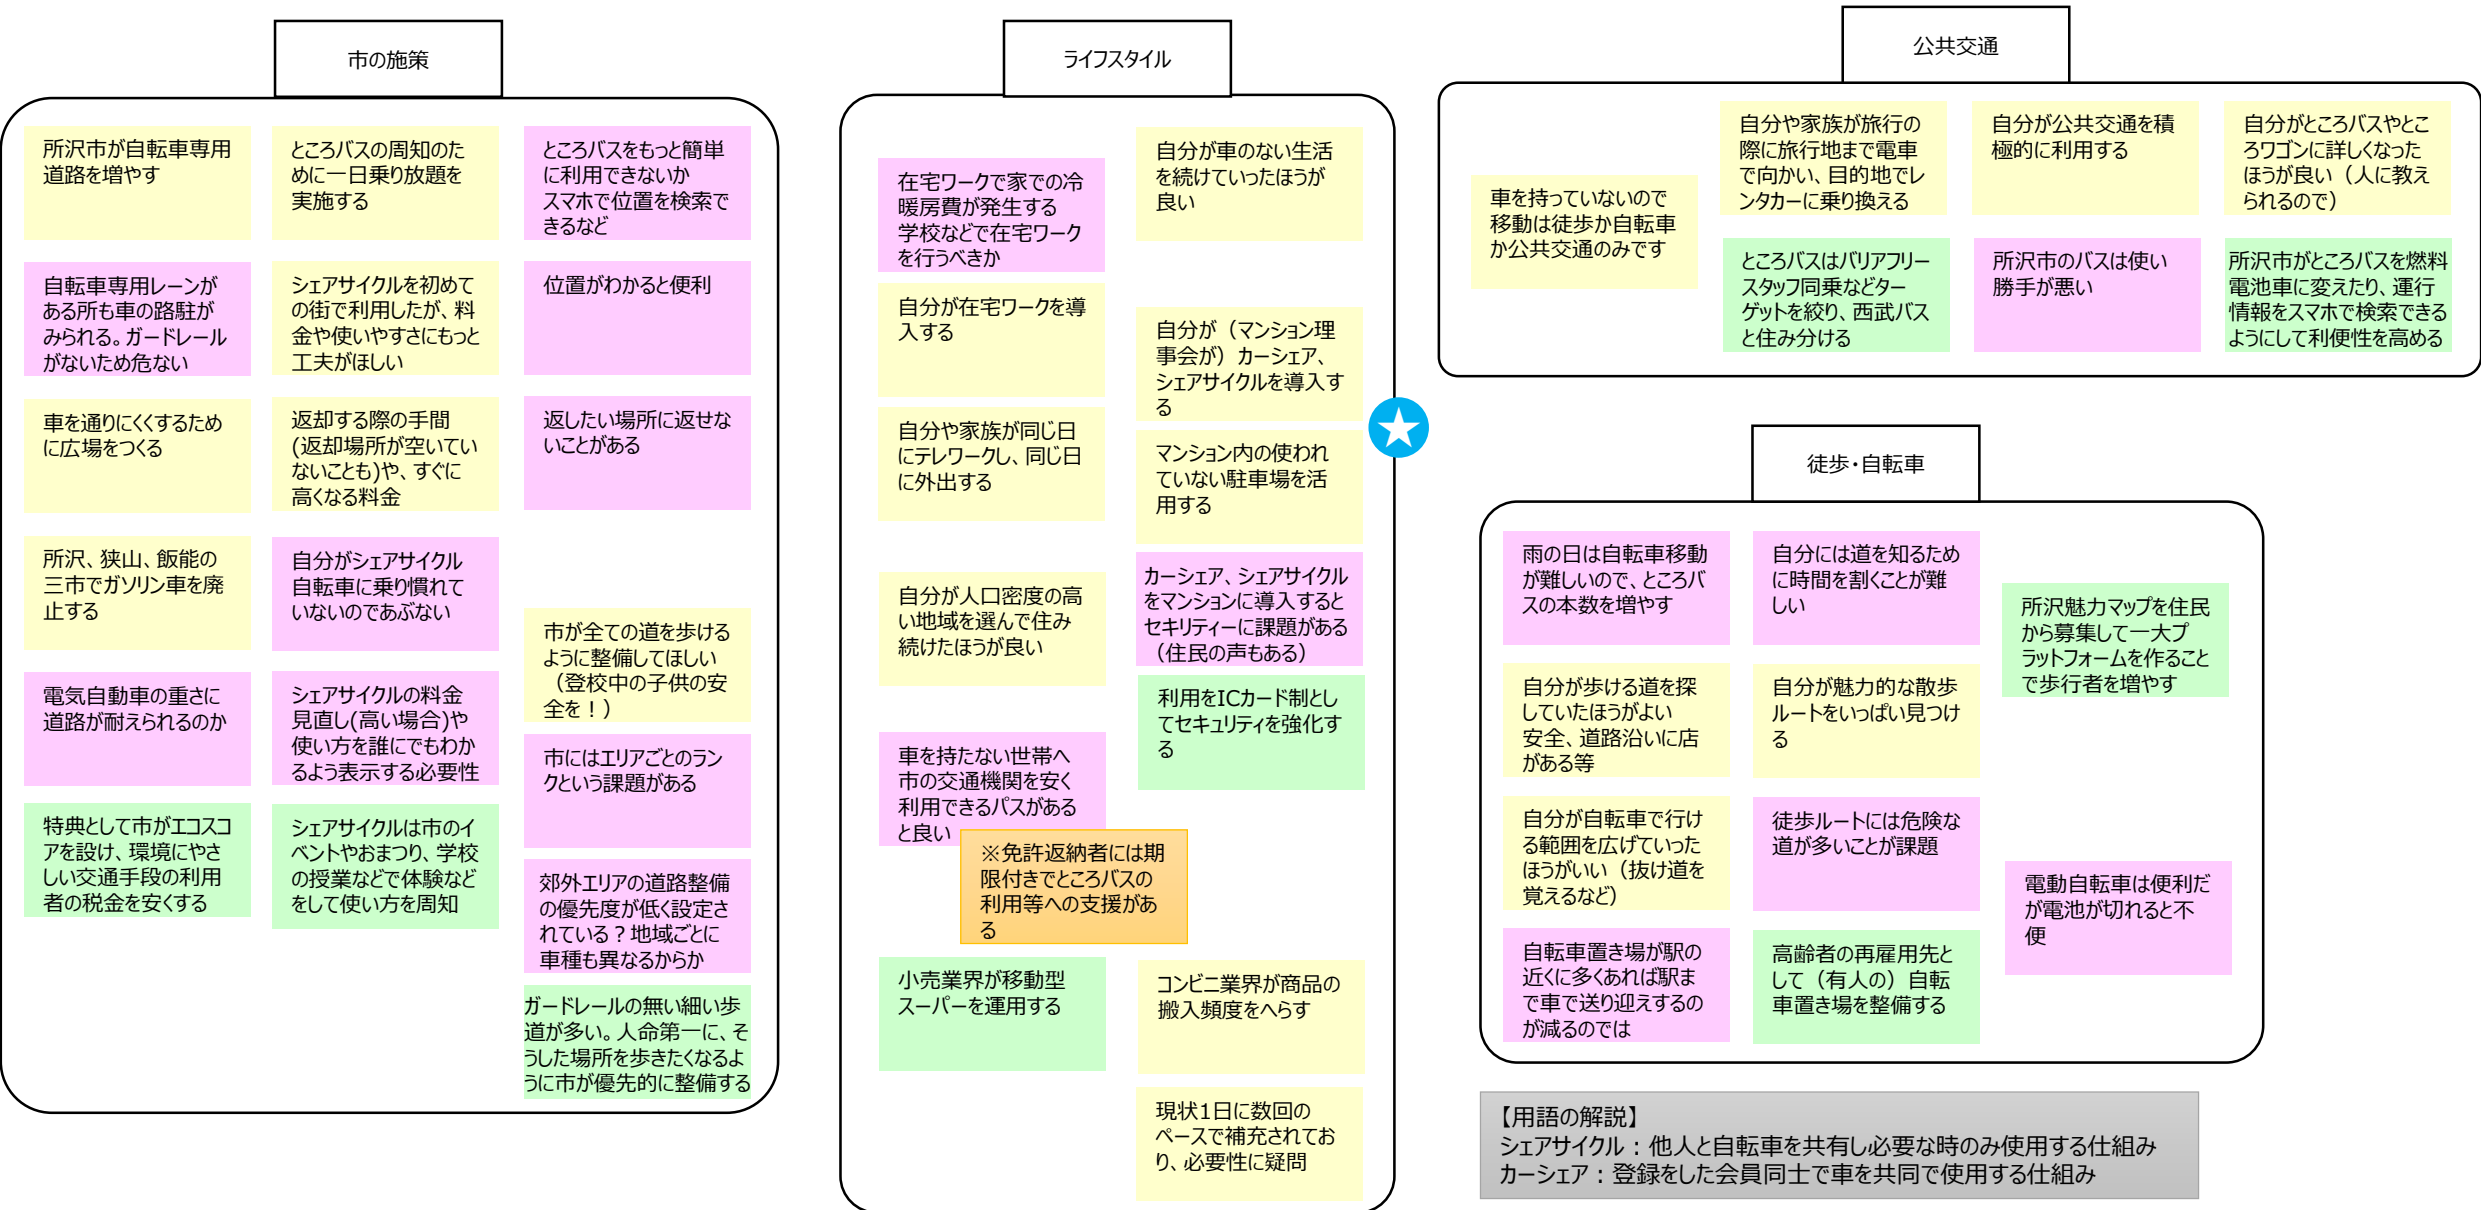 市の施策
所沢市が自転車専用
道路を増やす
ところバスの周知のた
めに一日乗り放題を
実施する
ところバスをもっと簡単
に利用できないか
スマホで位置を検索で
きるなど
自転車専用レーンが
ある所も車の路駐が
みられる。ガードレール
がないため危ない
シェアサイクルを初めて
の街で利用したが、料
金や使いやすさにもっと
工夫がほしい
位置がわかると便利
車を通りにくくするため
に広場をつくる
返却する際の手間
(返却場所が空いてい
ないことも)や、すぐに
高くなる料金
返したい場所に返せな
いことがある
所沢、狭山、飯能の
三市でガソリン車を廃
止する
自分がシェアサイクル
自転車に乗り慣れて
いないのであぶない
市が全ての道を歩ける
ように整備してほしい
（登校中の子供の安
全を！）
電気自動車の重さに
道路が耐えられるのか
シェアサイクルの料金
見直し(高い場合)や
使い方を誰にでもわか
るよう表示する必要性
市にはエリアごとのラン
クという課題がある
特典として市がエコスコ
アを設け、環境にやさ
しい交通手段の利用
者の税金を安くする
シェアサイクルは市のイ
ベントやおまつり、学校
の授業などで体験など
をして使い方を周知
郊外エリアの道路整備
の優先度が低く設定さ
れている？地域ごとに
車種も異なるからか
ガードレールの無い細い歩
道が多い。人命第一に、そ
うした場所を歩きたくなるよ
うに市が優先的に整備する
ライフスタイル
在宅ワークで家での冷
暖房費が発生する
学校などで在宅ワーク
を行うべきか
自分が車のない生活
を続けていったほうが
良い
自分が在宅ワークを導
入する
自分が（マンション理
事会が）カーシェア、
シェアサイクルを導入す
る
自分や家族が同じ日
にテレワークし、同じ日
に外出する
マンション内の使われ
ていない駐車場を活
用する
自分が人口密度の高
い地域を選んで住み
続けたほうが良い
カーシェア、シェアサイクル
をマンションに導入すると
セキリティーに課題がある
（住民の声もある）
利用をICカード制とし
てセキュリティを強化す
る
車を持たない世帯へ
市の交通機関を安く
利用できるパスがある
と良い
※免許返納者には期
限付きでところバスの
利用等への支援があ
る
小売業界が移動型
スーパーを運用する
コンビニ業界が商品の
搬入頻度をへらす
現状1日に数回の
ペースで補充されてお
り、必要性に疑問
公共交通
車を持っていないので
移動は徒歩か自転車
か公共交通のみです
自分や家族が旅行の
際に旅行地まで電車
で向かい、目的地でレ
ンタカーに乗り換える
自分が公共交通を積
極的に利用する
自分がところバスやとこ
ろワゴンに詳しくなった
ほうが良い（人に教え
られるので）
ところバスはバリアフリー
スタッフ同乗などター
ゲットを絞り、西武バス
と住み分ける
所沢市のバスは使い
勝手が悪い
所沢市がところバスを燃料
電池車に変えたり、運行
情報をスマホで検索できる
ようにして利便性を高める
徒歩・自転車
雨の日は自転車移動
が難しいので、ところバ
スの本数を増やす
自分には道を知るため
に時間を割くことが難
しい
所沢魅力マップを住民
から募集して一大プ
ラットフォームを作ること
で歩行者を増やす
自分が歩ける道を探
していたほうがよい
安全、道路沿いに店
がある等
自分が魅力的な散歩
ルートをいっぱい見つけ
る
自分が自転車で行け
る範囲を広げていった
ほうがいい（抜け道を
覚えるなど）
徒歩ルートには危険な
道が多いことが課題
電動自転車は便利だ
が電池が切れると不
便
自転車置き場が駅の
近くに多くあれば駅ま
で車で送り迎えするの
が減るのでは
高齢者の再雇用先と
して（有人の）自転
車置き場を整備する
【用語の解説】
シェアサイクル：他人と自転車を共有し必要な時のみ使用する仕組み
カーシェア：登録をした会員同士で車を共同で使用する仕組み